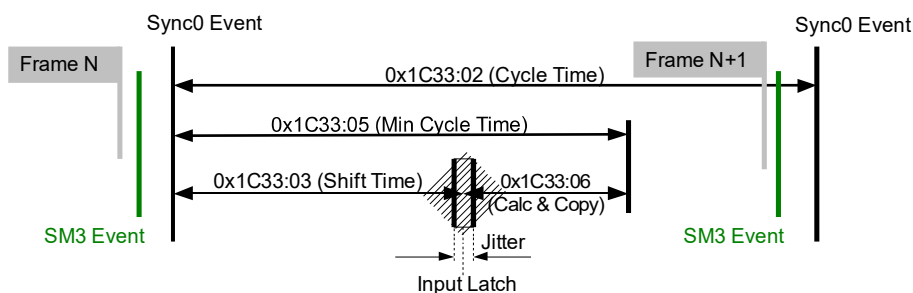 Sync0 Event
Sync0 Event
Frame N
Frame N+1
0x1C33:02 (Cycle Time)
0x1C33:05 (Min Cycle Time)
0x1C33:03 (Shift Time)
0x1C33:06
(Calc & Copy)
SM3 Event
SM3 Event
Jitter
Input Latch